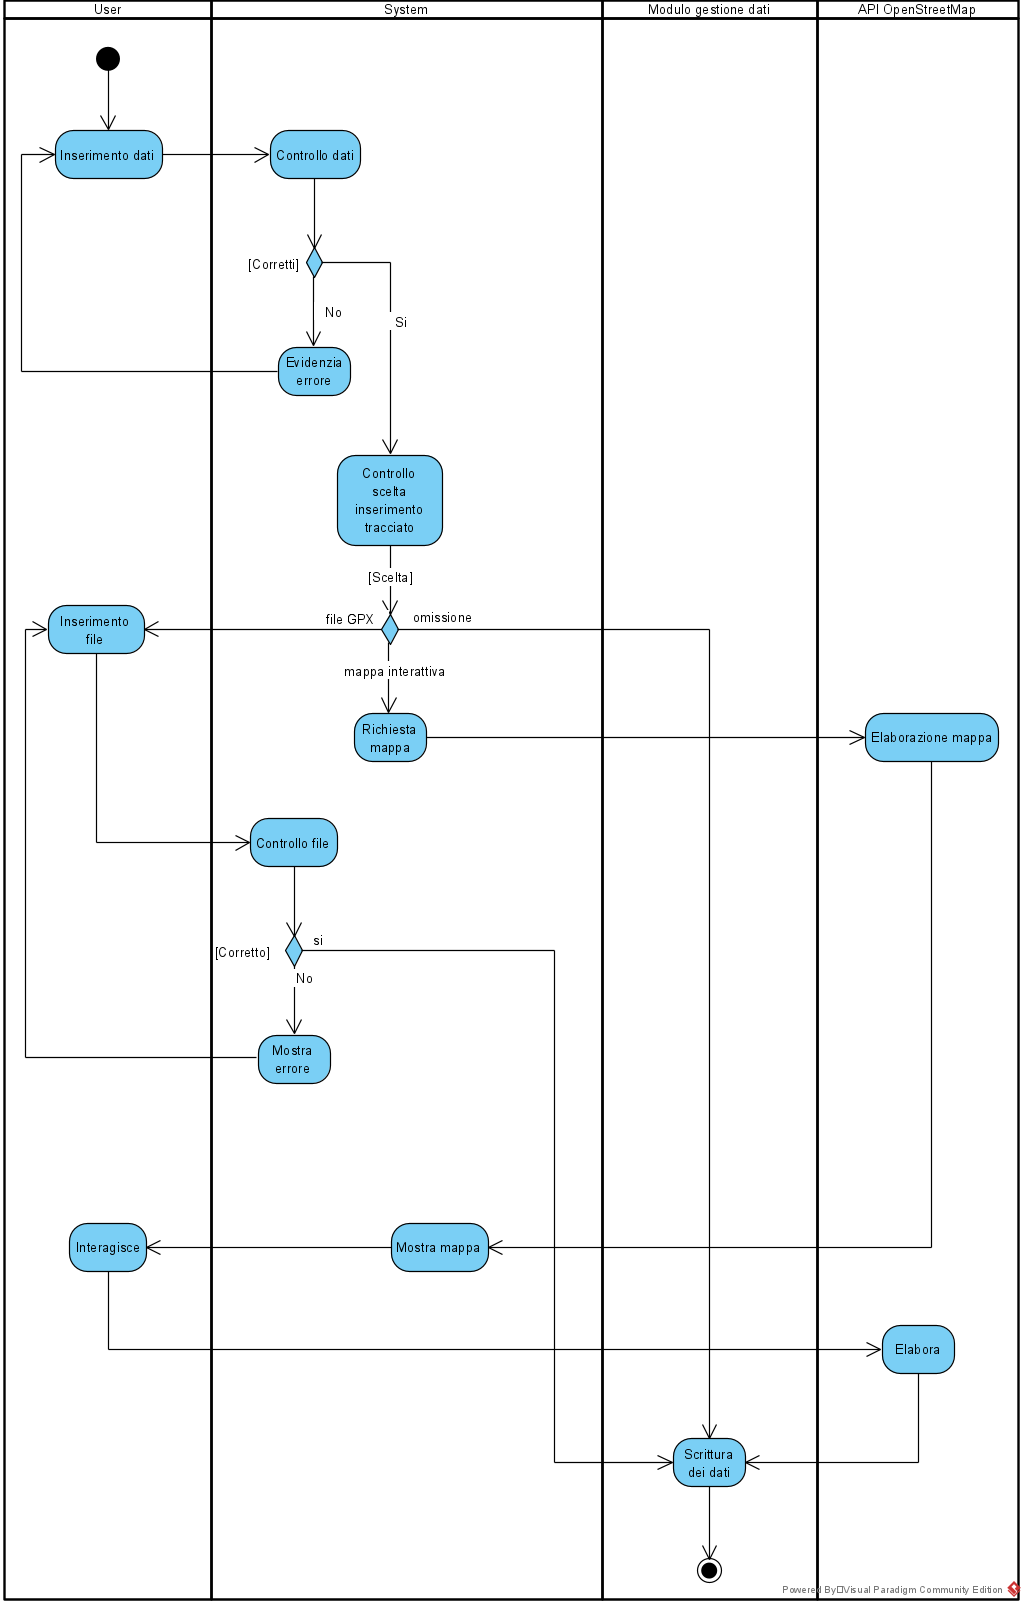 User
System
Modulo gestione dati
API OpenStreetMap
Inserimento dati
Controllo dati
[Corretti]
No
Si
Evidenzia
errore
Controllo
scelta
inserimento
tracciato
[Scelta]
Inserimento
file
file GPX
omissione
mappa interattiva
Richiesta
mappa
Elaborazione mappa
Controllo file
[Corretto]
si
No
Mostra
errore
Interagisce
Mostra mappa
Elabora
Scrittura
dei dati
Powered By□Visual Paradigm Community Edition